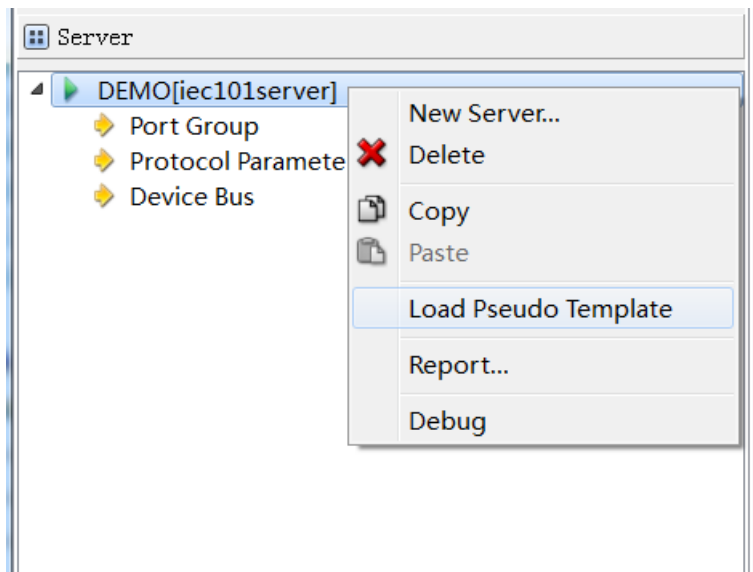 Server
DEMO[iec101server]
Port Group
Protocol Paramete
Device Bus
New Server...
Delete
Copy
Paste
Load Pseudo Template
Report...
Debug